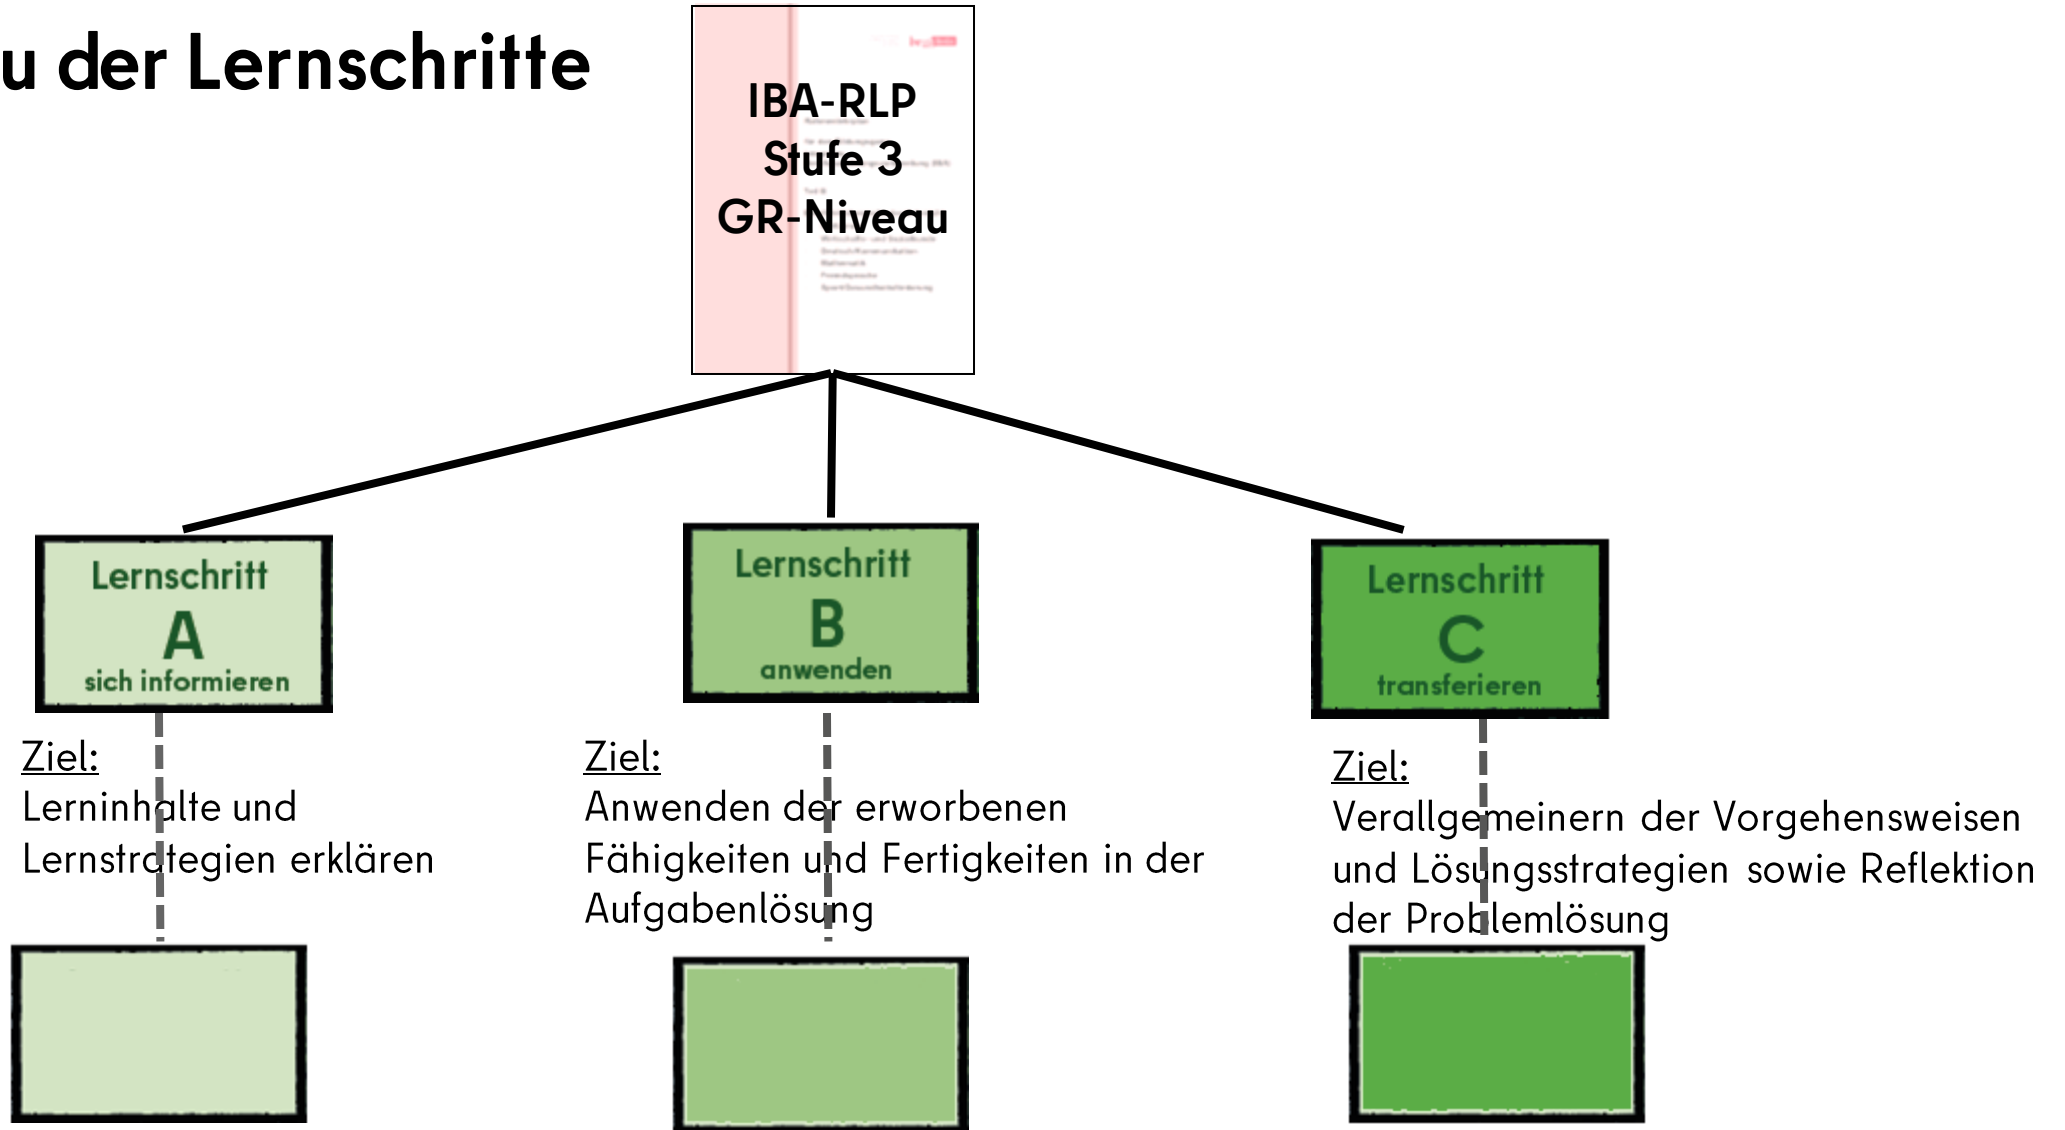 u der Lernschritte
IBA-RLP
Stufe 3
GR-Niveau
Lernschritt
A
sich informieren
Ziel:
Lerninhalte und
Lernstrategien erklären
Lernschritt
B
anwenden
Ziel:
Anwenden der erworbenen
Fähigkeiten und Fertigkeiten in der
Aufgabenlösung
Lernschritt
C
transferieren
Ziel:
Verallgemeinern der Vorgehensweisen
und Lösungsstrategien sowie Reflektion
der Problemlösung